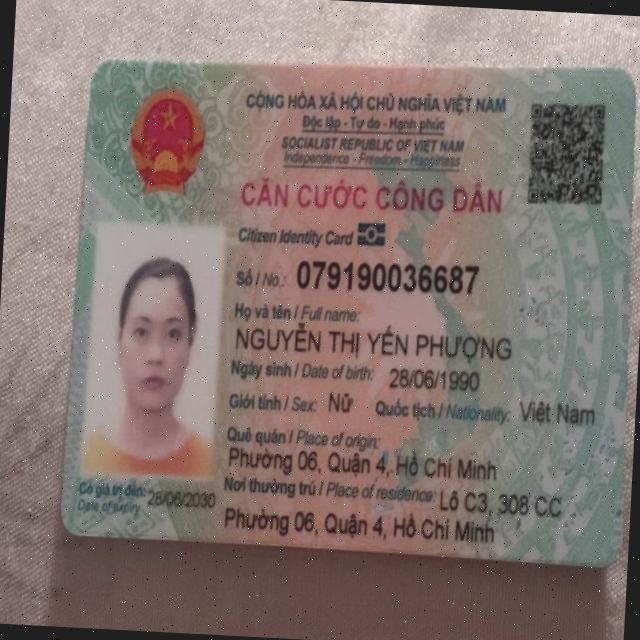 CỘNG HÒA XÃ HỘI CHỦ NGHĨA VIỆT NAM
Độc lập - Tự do - Hạnh phúc
SOCIALIST REPUBLIC OF VIET NAM
Independence - Freedom - Happiness
CĂN CƯỚC CÔNG DÂN
Citizen Identity Card
Số / No.: 079190036687
Họ và tên / Full name:
NGUYỄN THỊ YẾN PHƯỢNG
Ngày sinh / Date of birth: 28/06/1990
Giới tính / Sex: Nữ Quốc tịch / Nationality: Việt Nam
Quê quán / Place of origin:
Phường 06, Quận 4, Hồ Chí Minh
Nơi thường trú / Place of residence: Lô C3, 308 CC
Phường 06, Quận 4, Hồ Chí Minh
Có giá trị đến: 28/06/2030
Date of expiry